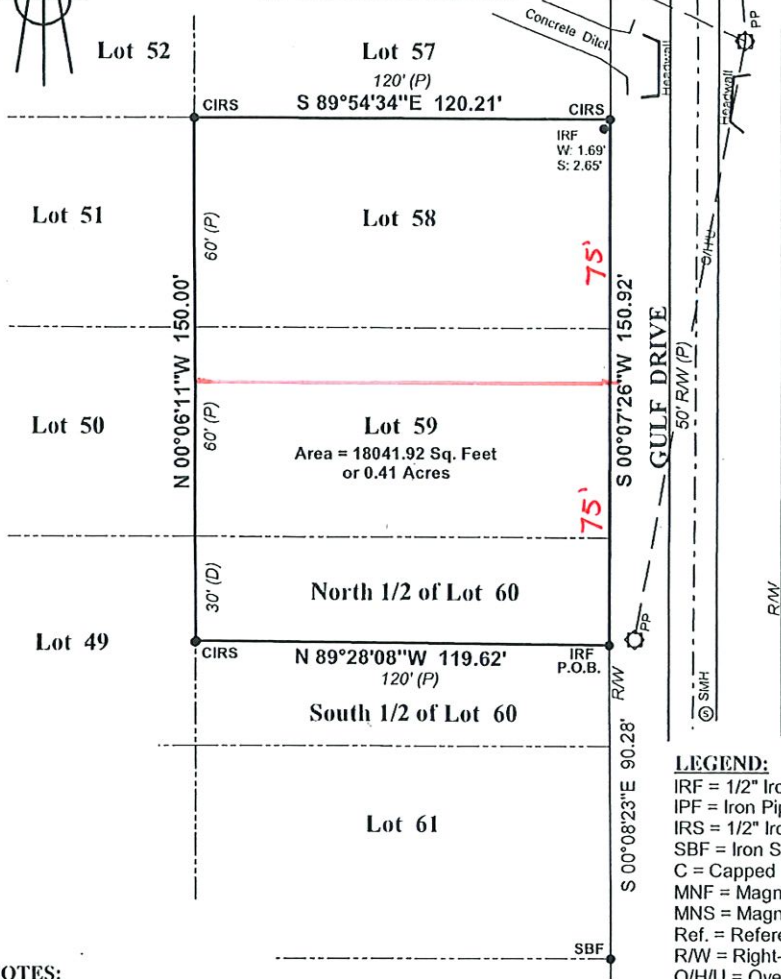 PP
Concrete Ditch
Headwall
Headwall
Lot 52
Lot 57
120' (P)
S 89°54'34"E 120.21'
CIRS
CIRS
IRF
W: 1.69'
S: 2.65'
Lot 51
60' (P)
Lot 58
75'
O/H/U
N 00°06'11"W 150.00'
S 00°07'26"W 150.92'
GULF DRIVE
50' R/W (P)
Lot 50
60' (P)
Lot 59
Area = 18041.92 Sq. Feet
or 0.41 Acres
75'
30' (D)
North 1/2 of Lot 60
R/W
Lot 49
CIRS
N 89°28'08"W 119.62'
120' (P)
IRF
P.O.B.
PP
R/W
SMH
S
South 1/2 of Lot 60
S 00°08'23"E 90.28'
Lot 61
SBF
LEGEND:
IRF = 1/2" Iro
IPF = Iron Pip
IRS = 1/2" Iro
SBF = Iron S
C = Capped
MNF = Magn
MNS = Magn
Ref. = Refere
R/W = Right-
O/H/U = Ove
OTES: